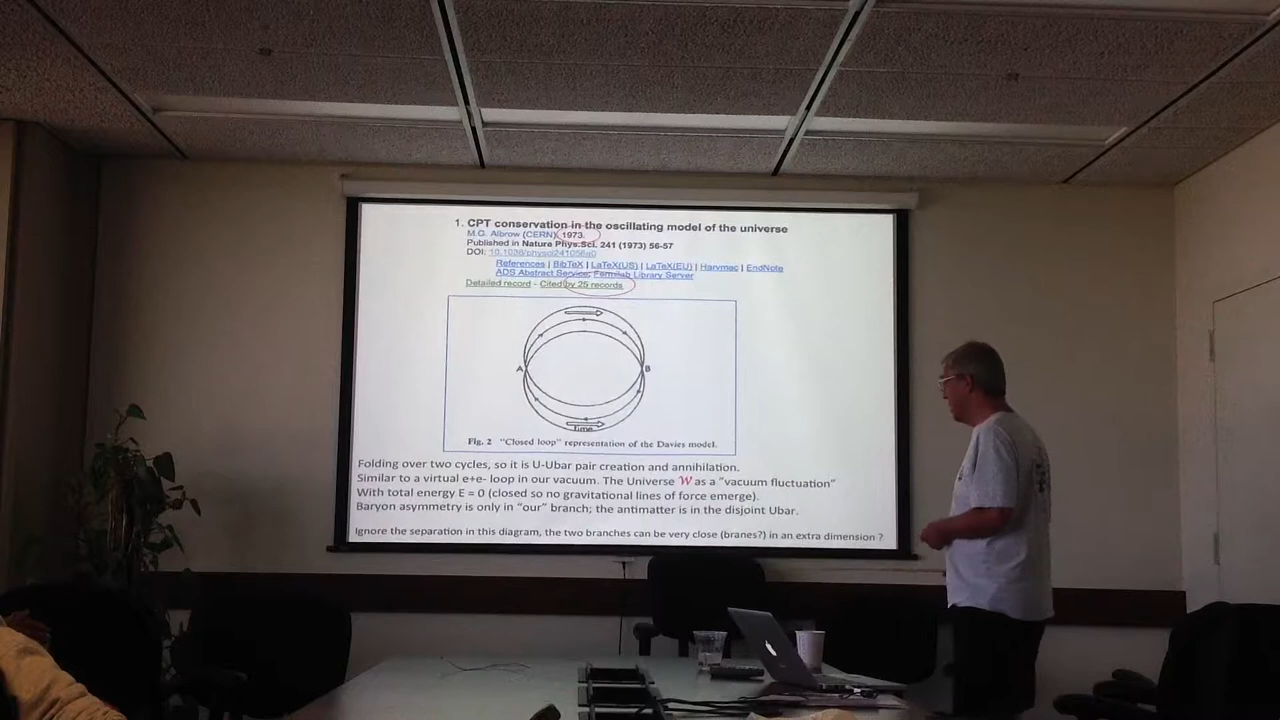 1. CPT conservation in the oscillating model of the universe
M.G. Albrow (CERN). 1973.
Published in Nature Phys.Sci. 241 (1973) 56-57
DOI: 10.1038/physci241056a0
References | BibTeX | LaTeX(US) | LaTeX(EU) | Harvmac | EndNote
ADS Abstract Service; Fermilab Library Server
Detailed record - Cited by 25 records
A B
Time
Fig. 2 "Closed loop" representation of the Davies model.
Folding over two cycles, so it is U-Ubar pair creation and annihilation.
Similar to a virtual e+e- loop in our vacuum. The Universe W as a "vacuum fluctuation"
With total energy E = 0 (closed so no gravitational lines of force emerge).
Baryon asymmetry is only in "our" branch; the antimatter is in the disjoint Ubar.
Ignore the separation in this diagram, the two branches can be very close (branes?) in an extra dimension ?